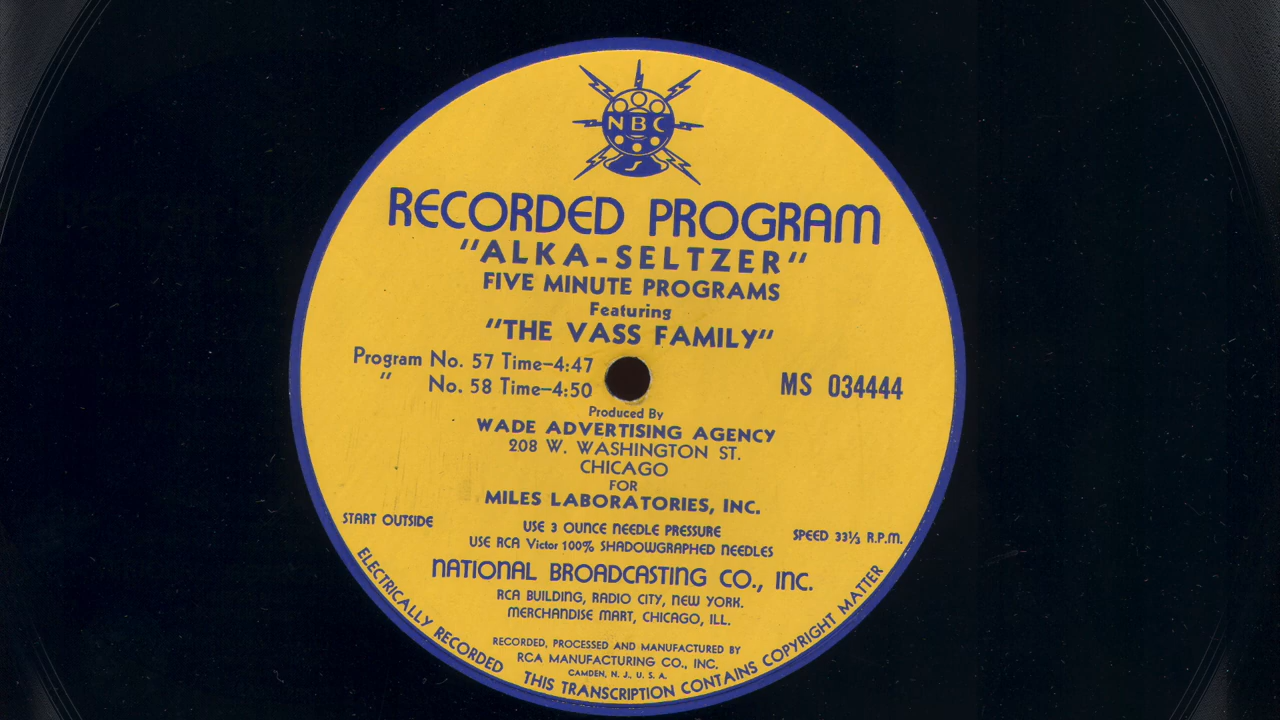 NBC
RECORDED PROGRAM
"ALKA-SELTZER"
FIVE MINUTE PROGRAMS
Featuring
"THE VASS FAMILY"
Program No. 57 Time–4:47
" No. 58 Time–4:50
MS 034444
Produced By
WADE ADVERTISING AGENCY
208 W. WASHINGTON ST.
CHICAGO
FOR
MILES LABORATORIES, INC.
START OUTSIDE
USE 3 OUNCE NEEDLE PRESSURE
USE RCA Victor 100% SHADOWGRAPHED NEEDLES
SPEED 33⅓ R.P.M.
NATIONAL BROADCASTING CO., INC.
RCA BUILDING, RADIO CITY, NEW YORK.
MERCHANDISE MART, CHICAGO, ILL.
RECORDED, PROCESSED AND MANUFACTURED BY
RCA MANUFACTURING CO., INC.
CAMDEN, N. J., U. S. A.
ELECTRICALLY RECORDED THIS TRANSCRIPTION CONTAINS COPYRIGHT MATTER